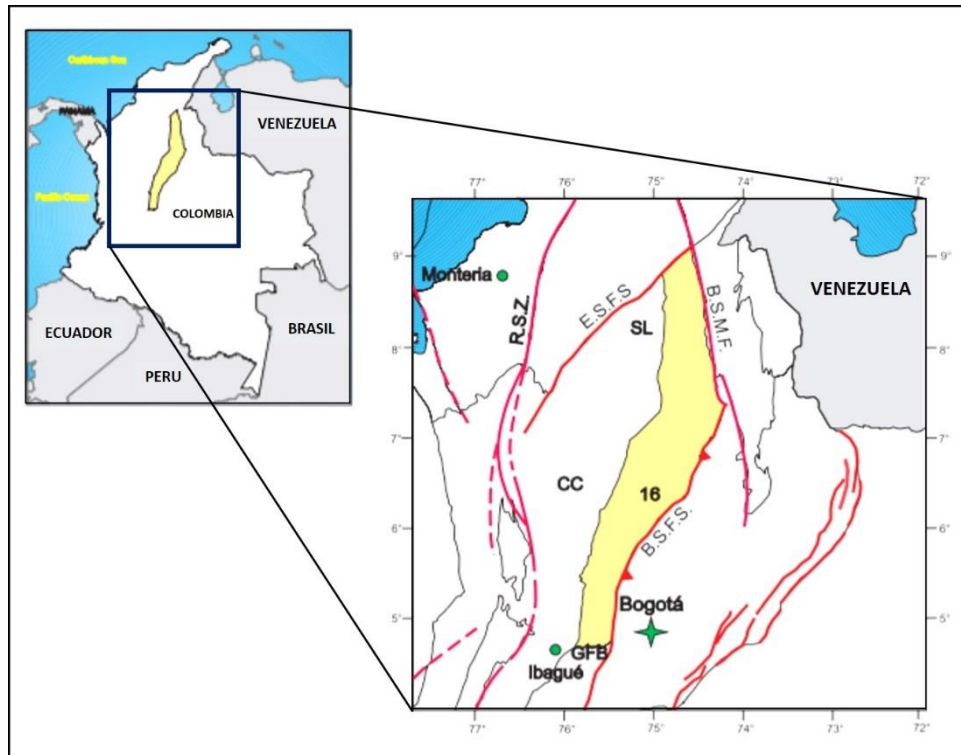 Caribbean Sea
PANAMA
VENEZUELA
Pacific Ocean
COLOMBIA
ECUADOR
BRASIL
PERU
77° 76° 75° 74° 73° 72°
9° 9°
Monteria
R.S.Z.
E.S.F.S
SL
B.S.M.F.
VENEZUELA
8° 8°
7° 7°
CC
16
B.S.F.S.
6° 6°
5° 5°
Bogotá
GFB
Ibagué
77° 76° 75° 74° 73° 72°